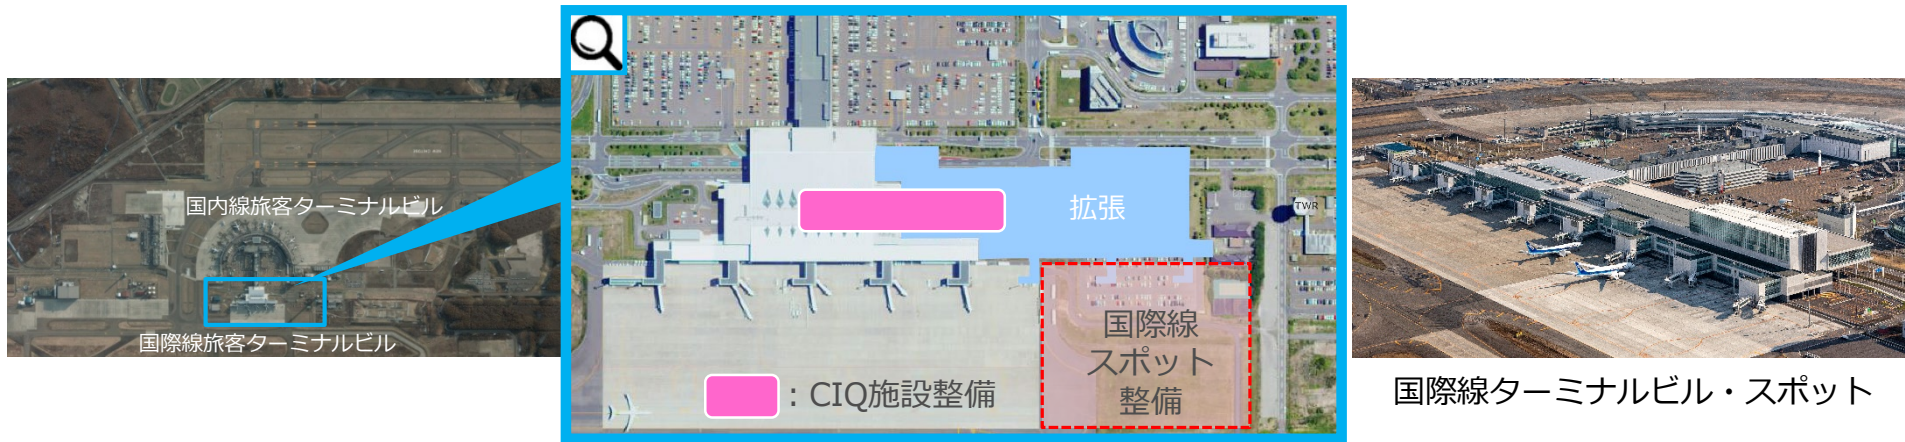 国内線旅客ターミナルビル
国際線旅客ターミナルビル
拡張
TWR
国際線
スポット
整備
：CIQ施設整備
国際線ターミナルビル・スポット